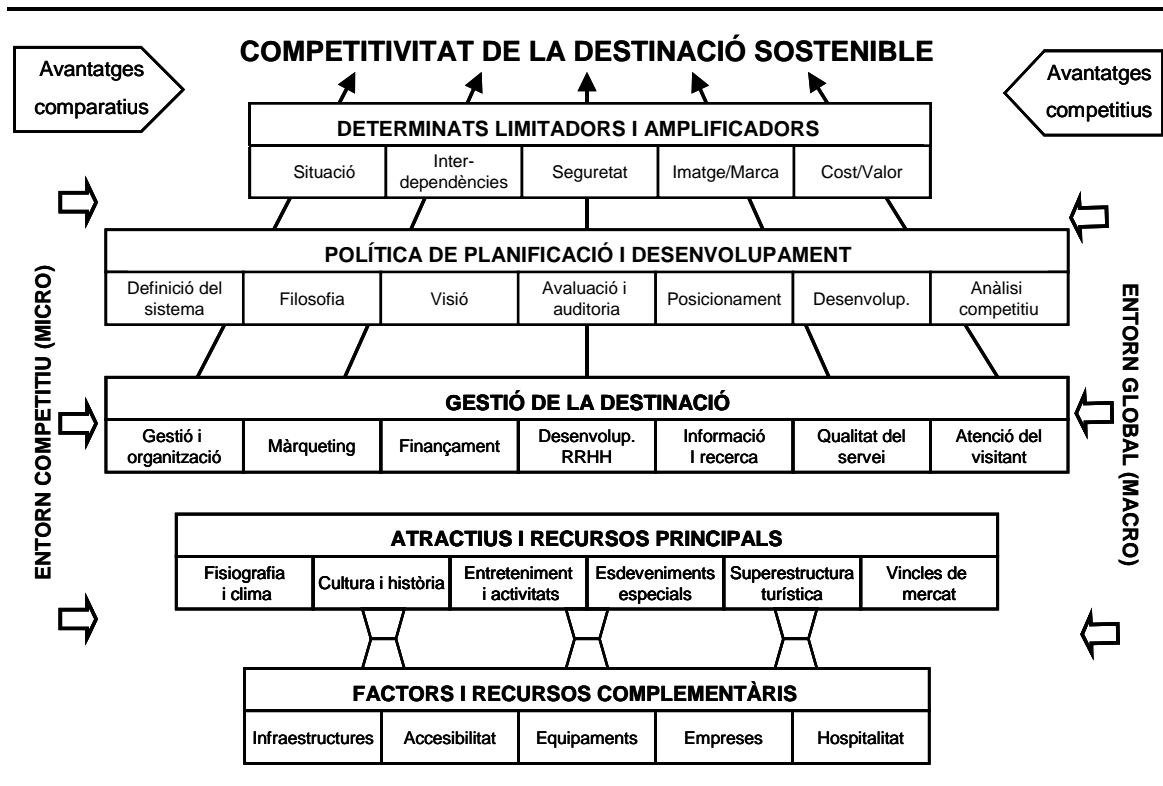 COMPETITIVITAT DE LA DESTINACIÓ SOSTENIBLE
Avantatges
comparatius
Avantatges
competitius
DETERMINATS LIMITADORS I AMPLIFICADORS
Situació
Inter-
dependències
Seguretat
Imatge/Marca
Cost/Valor
POLÍTICA DE PLANIFICACIÓ I DESENVOLUPAMENT
Definició del
sistema
Filosofia
Visió
Avaluació i
auditoria
Posicionament
Desenvolup.
Anàlisi
competitiu
GESTIÓ DE LA DESTINACIÓ
Gestió i
organització
Màrqueting
Finançament
Desenvolup.
RRHH
Informació
I recerca
Qualitat del
servei
Atenció del
visitant
ATRACTIUS I RECURSOS PRINCIPALS
Fisiografia
i clima
Cultura i història
Entreteniment
i activitats
Esdeveniments
especials
Superestructura
turística
Vincles de
mercat
FACTORS I RECURSOS COMPLEMENTÀRIS
Infraestructures
Accesibilitat
Equipaments
Empreses
Hospitalitat
ENTORN COMPETITIU (MICRO)
ENTORN GLOBAL (MACRO)